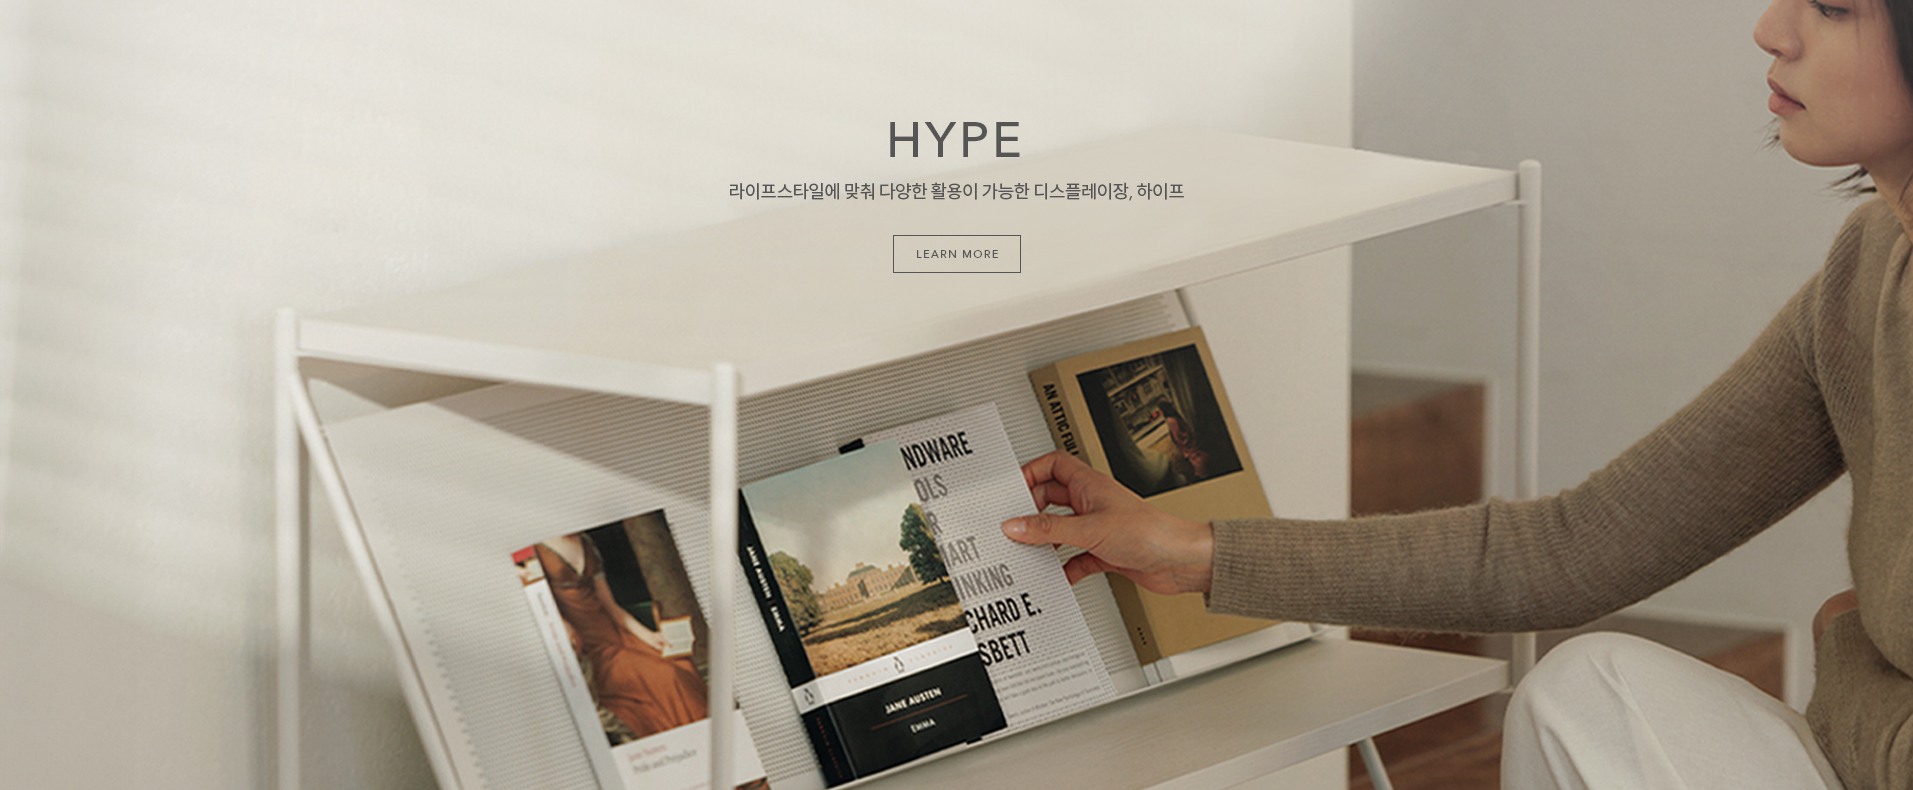 HYPE
라이프스타일에 맞춰 다양한 활용이 가능한 디스플레이장, 하이프
LEARN MORE
AN ATTIC FULL
NDWARE
OLS
R
ART
INKING
CHARD E.
SBETT
JANE AUSTEN EMMA
JANE AUSTEN
EMMA
Jane Austen
Pride and Prejudice